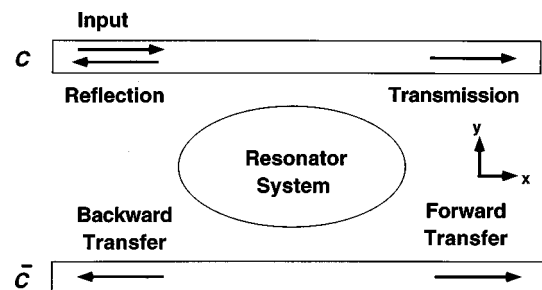 Input
C
Reflection
Transmission
y
x
Resonator
System
Backward
Transfer
Forward
Transfer
C̄